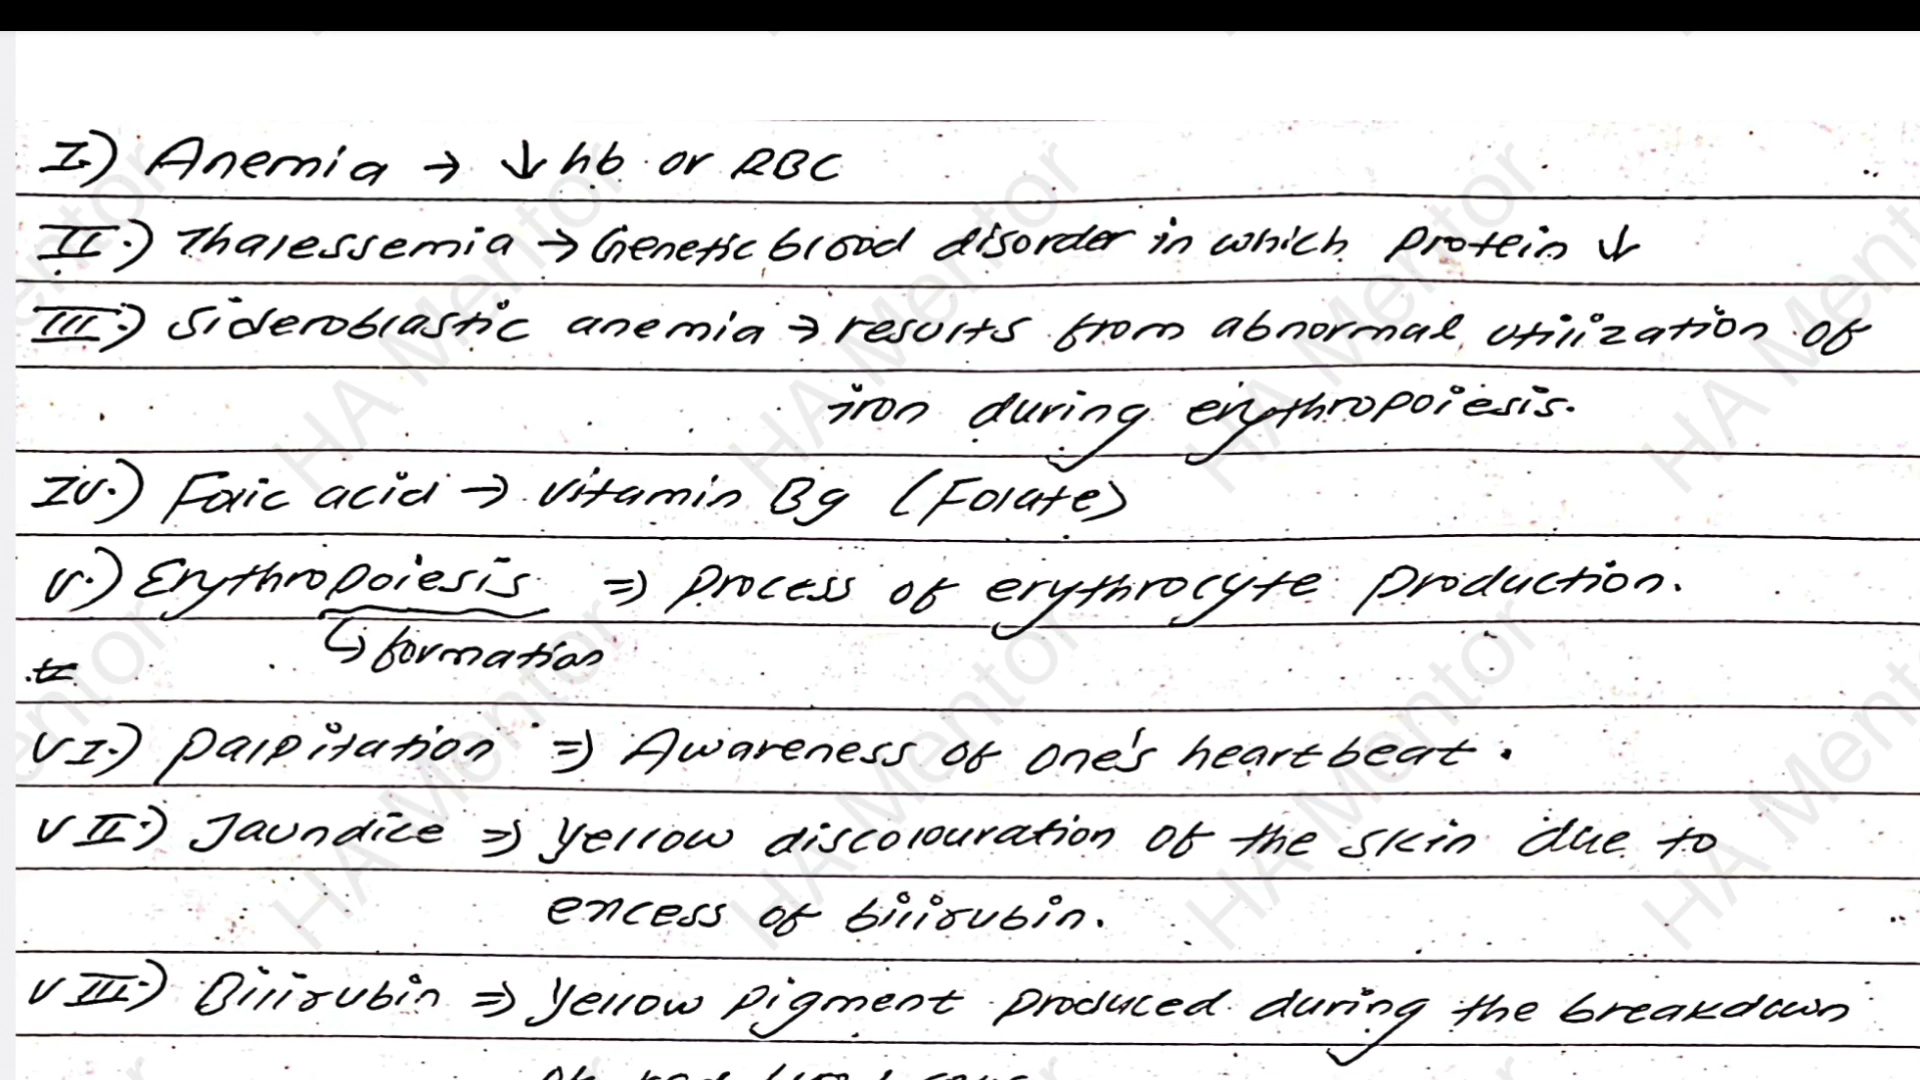 I.) Anemia → ↓ hb or RBC
II.) Thalessemia → Genetic blood disorder in which protein ↓
III.) Sideroblastic anemia → results from abnormal utilization of
iron during erythropoiesis.
IV.) Folic acid → vitamin B9 (Folate)
V.) Erythropoiesis ⇒ process of erythrocyte production.
↳ formation
VI.) palpitation ⇒ Awareness of one's heartbeat.
VII.) Jaundice ⇒ yellow discolouration of the skin due to
excess of bilirubin.
VIII.) Bilirubin ⇒ yellow pigment produced during the breakdown
HA Mentor